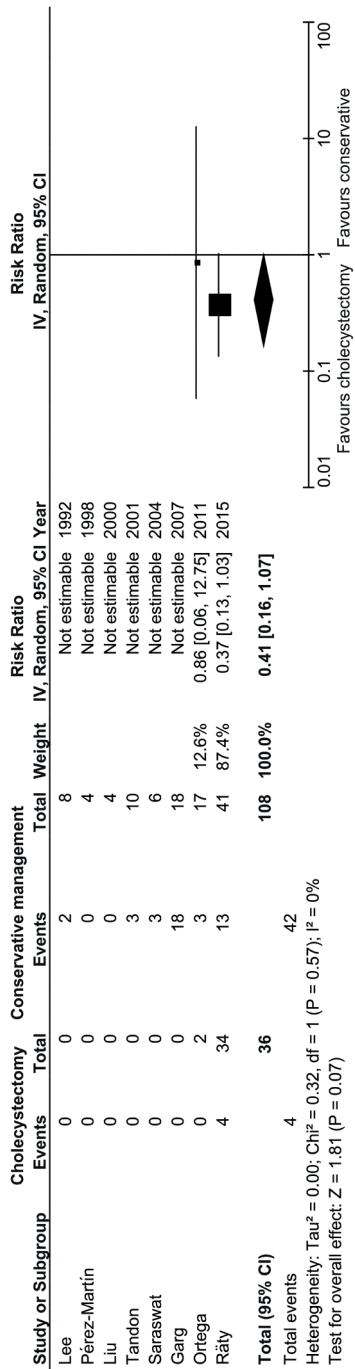 Cholecystectomy Conservative management Risk Ratio Risk Ratio
Study or Subgroup Events Total Events Total Weight IV, Random, 95% CI Year IV, Random, 95% CI
Lee 0 0 2 8 Not estimable 1992
Pérez-Martín 0 0 0 4 Not estimable 1998
Liu 0 0 0 4 Not estimable 2000
Tandon 0 0 3 10 Not estimable 2001
Saraswat 0 0 3 6 Not estimable 2004
Garg 0 0 18 18 Not estimable 2007
Ortega 0 2 3 17 12.6% 0.86 [0.06, 12.75] 2011
Räty 4 34 13 41 87.4% 0.37 [0.13, 1.03] 2015
Total (95% CI) 36 108 100.0% 0.41 [0.16, 1.07]
Total events 4 42
Heterogeneity: Tau² = 0.00; Chi² = 0.32, df = 1 (P = 0.57); I² = 0%
Test for overall effect: Z = 1.81 (P = 0.07)
0.01 0.1 1 10 100
Favours cholecystectomy Favours conservative